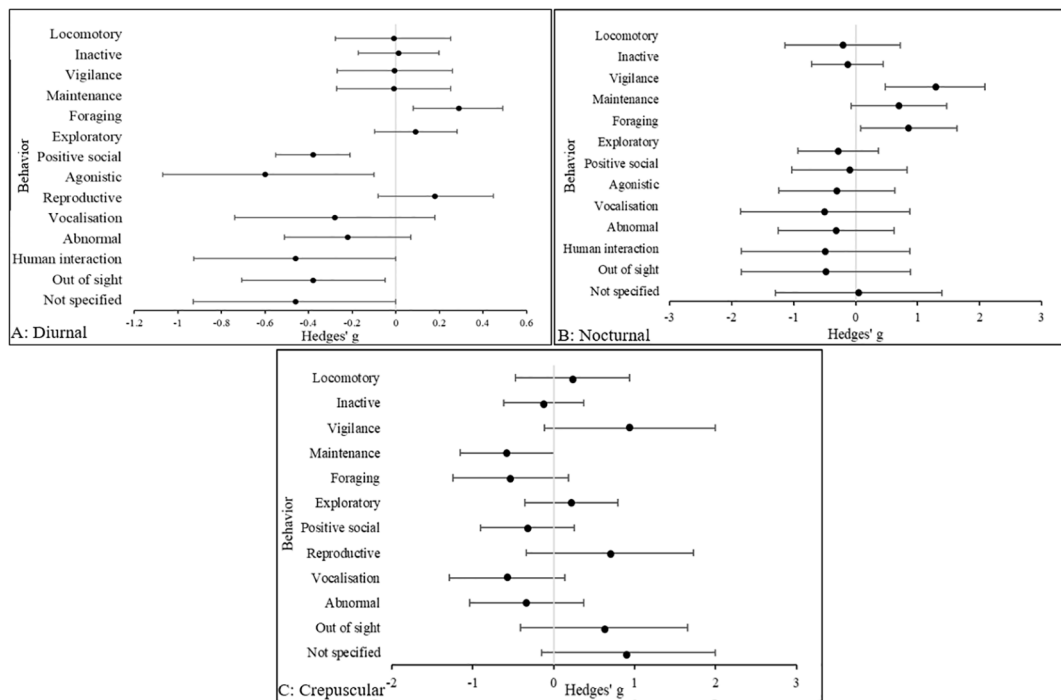 Locomotory
Inactive
Vigilance
Maintenance
Foraging
Exploratory
Positive social
Agonistic
Reproductive
Vocalisation
Abnormal
Human interaction
Out of sight
Not specified
Behavior
-1.2 -1 -0.8 -0.6 -0.4 -0.2 0 0.2 0.4 0.6
A: Diurnal
Hedges' g
Locomotory
Inactive
Vigilance
Maintenance
Foraging
Exploratory
Positive social
Agonistic
Vocalisation
Abnormal
Human interaction
Out of sight
Not specified
Behavior
-3 -2 -1 0 1 2 3
B: Nocturnal
Hedges' g
Locomotory
Inactive
Vigilance
Maintenance
Foraging
Exploratory
Positive social
Reproductive
Vocalisation
Abnormal
Out of sight
Not specified
Behavior
-2 -1 0 1 2 3
C: Crepuscular
Hedges' g